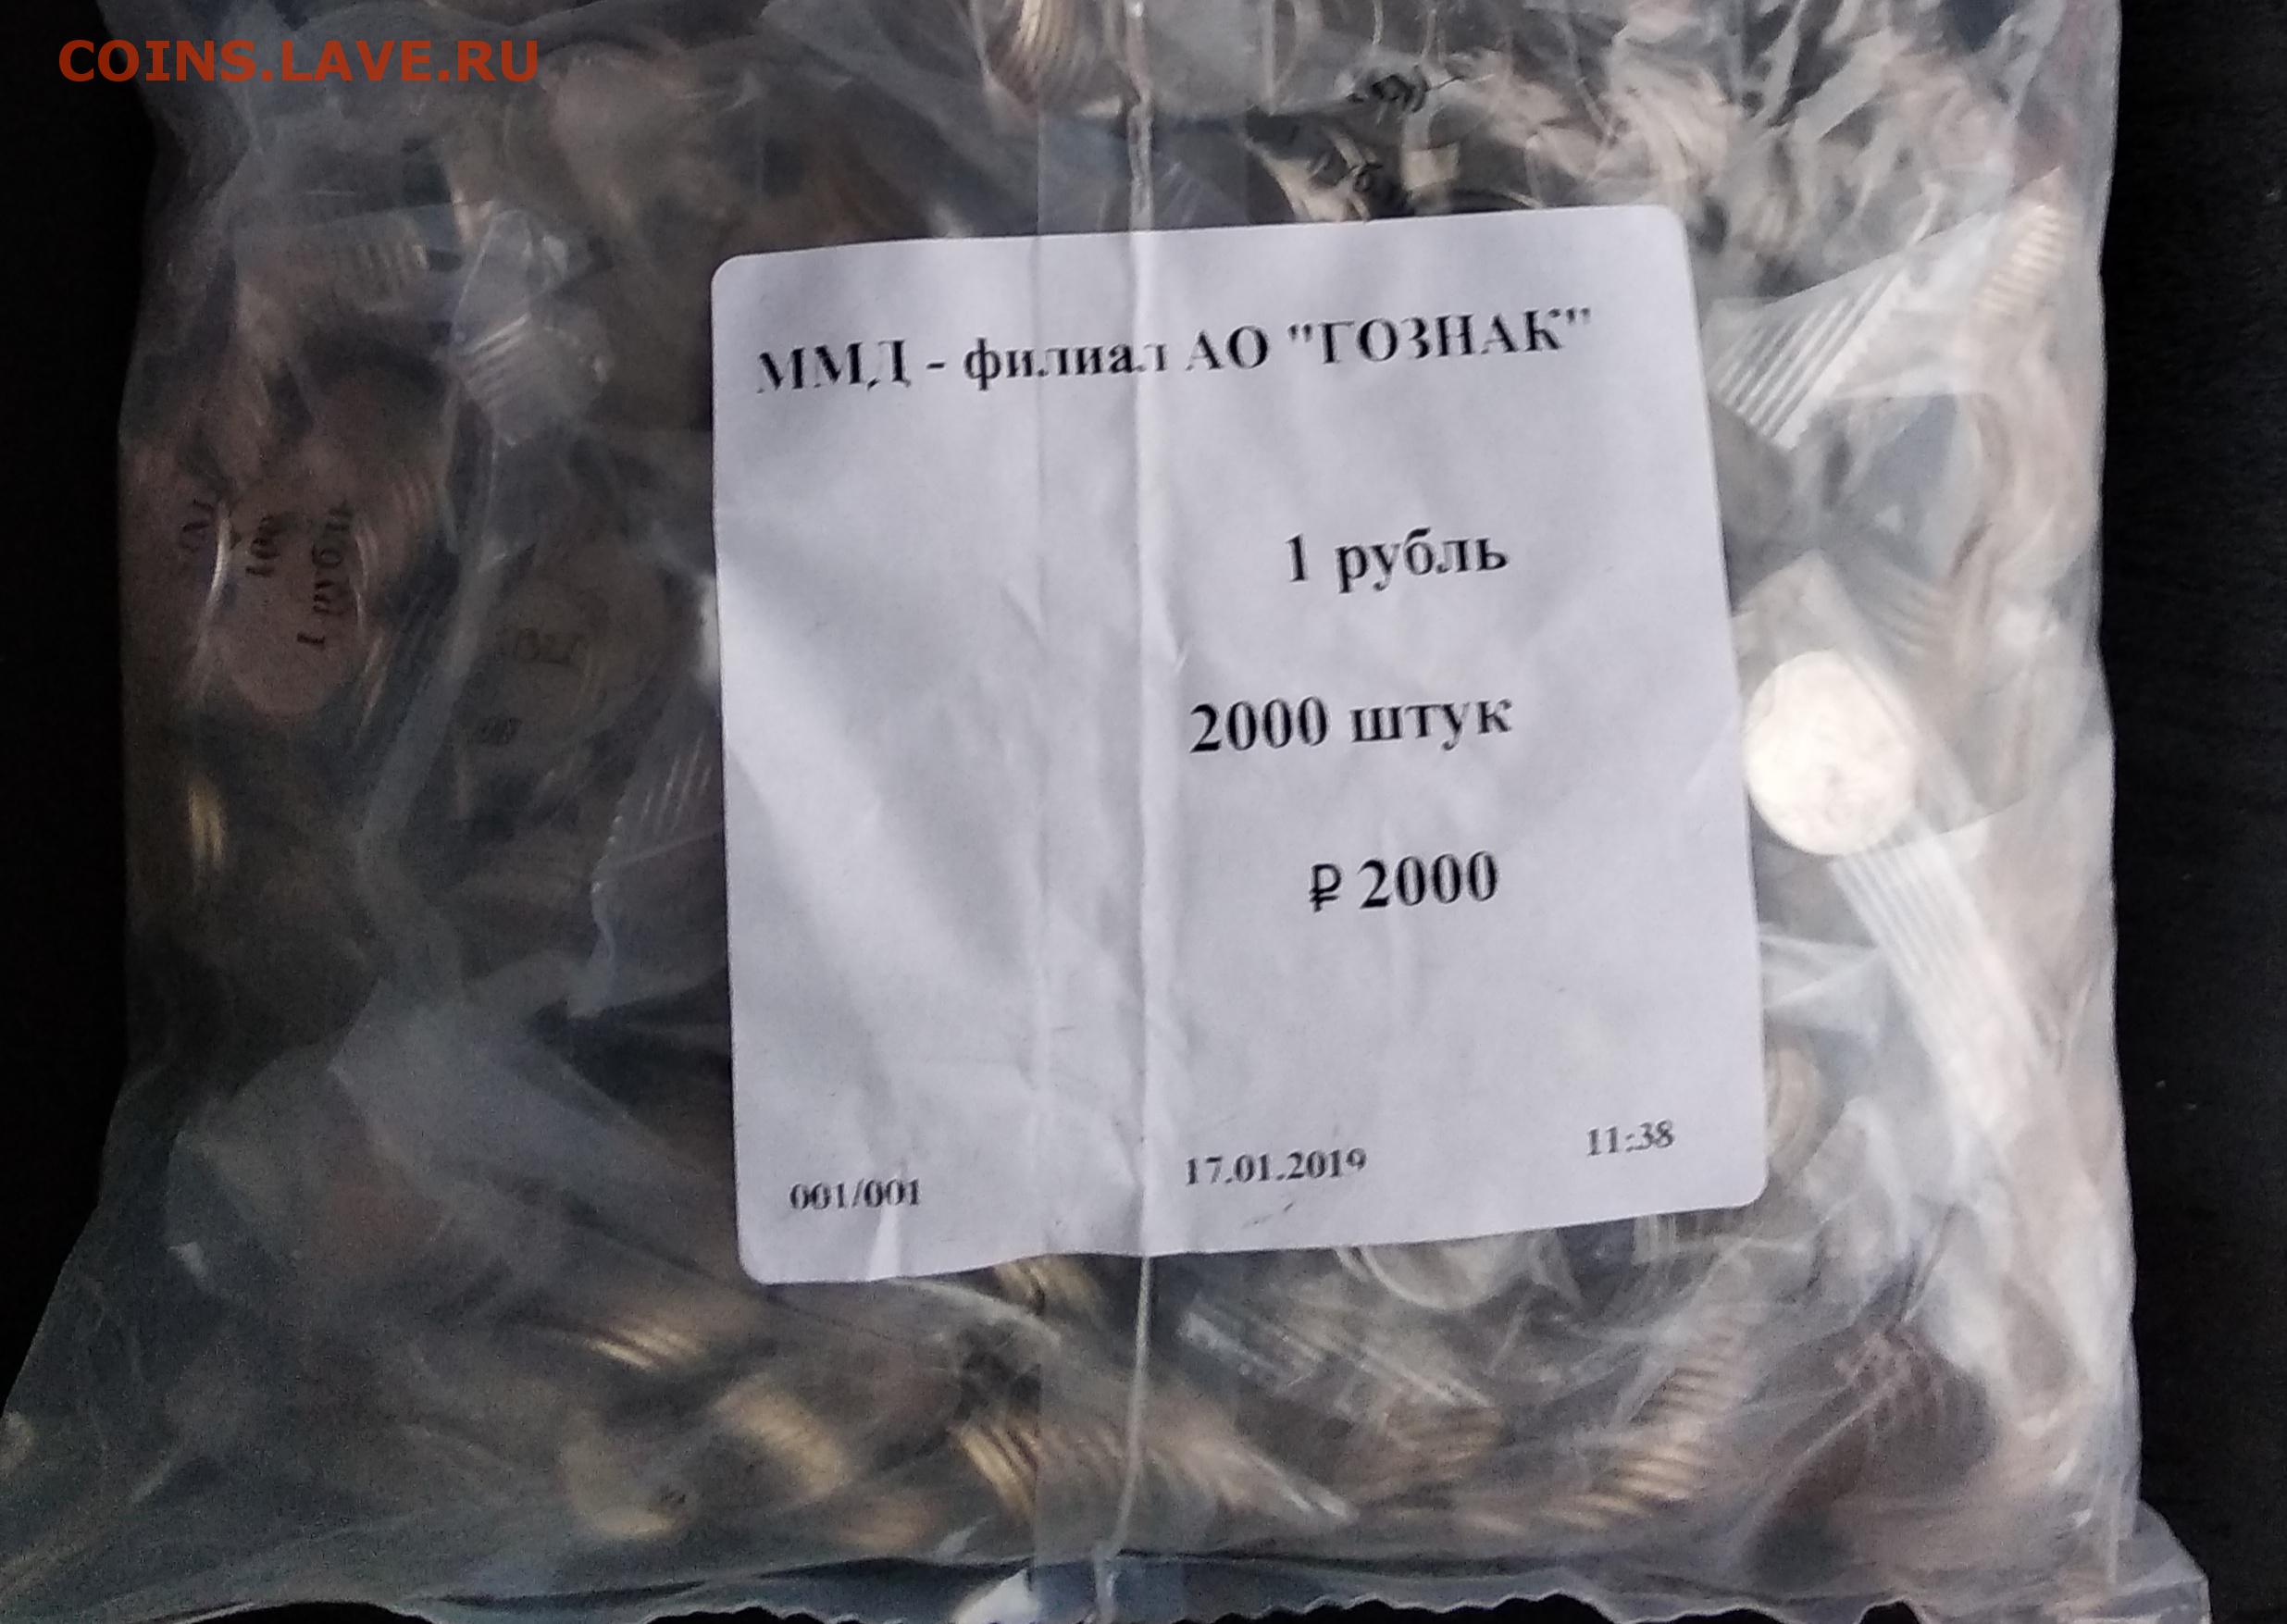 COINS.LAVE.RU
ММД - филиал АО "ГОЗНАК"
1 рубль
2000 штук
₽ 2000
001/001 17.01.2019 11:38